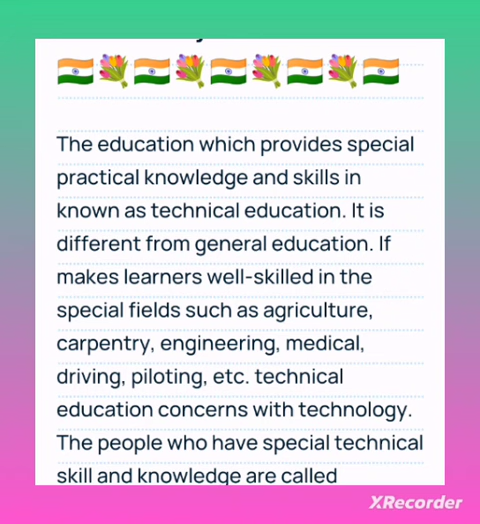 The education which provides special
practical knowledge and skills in
known as technical education. It is
different from general education. If
makes learners well-skilled in the
special fields such as agriculture,
carpentry, engineering, medical,
driving, piloting, etc. technical
education concerns with technology.
The people who have special technical
skill and knowledge are called
XRecorder